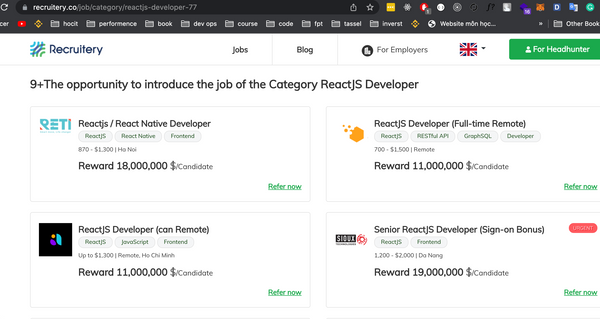 recruitery.co/job/category/reactjs-developer-77
cer
hocit
performence
book
dev ops
course
code
fpt
tassel
inverst
Website môn học,...
Other Book
Recruitery
Jobs
Blog
For Employers
For Headhunter
9+The opportunity to introduce the job of the Category ReactJS Developer
RETI
Reactjs / React Native Developer
ReactJS
React Native
Frontend
870 - $1,300 | Ha Noi
Reward 18,000,000 $/Candidate
Refer now
ReactJS Developer (Full-time Remote)
ReactJS
RESTful API
GraphSQL
Developer
700 - $1,500 | Remote
Reward 11,000,000 $/Candidate
Refer now
ReactJS Developer (can Remote)
ReactJS
JavaScript
Frontend
Up to $1,300 | Remote, Ho Chi Minh
Reward 11,000,000 $/Candidate
Refer now
SIOUX
TECHNOLOGIES
Senior ReactJS Developer (Sign-on Bonus)
URGENT
ReactJS
Frontend
1,200 - $2,000 | Da Nang
Reward 19,000,000 $/Candidate
Refer now